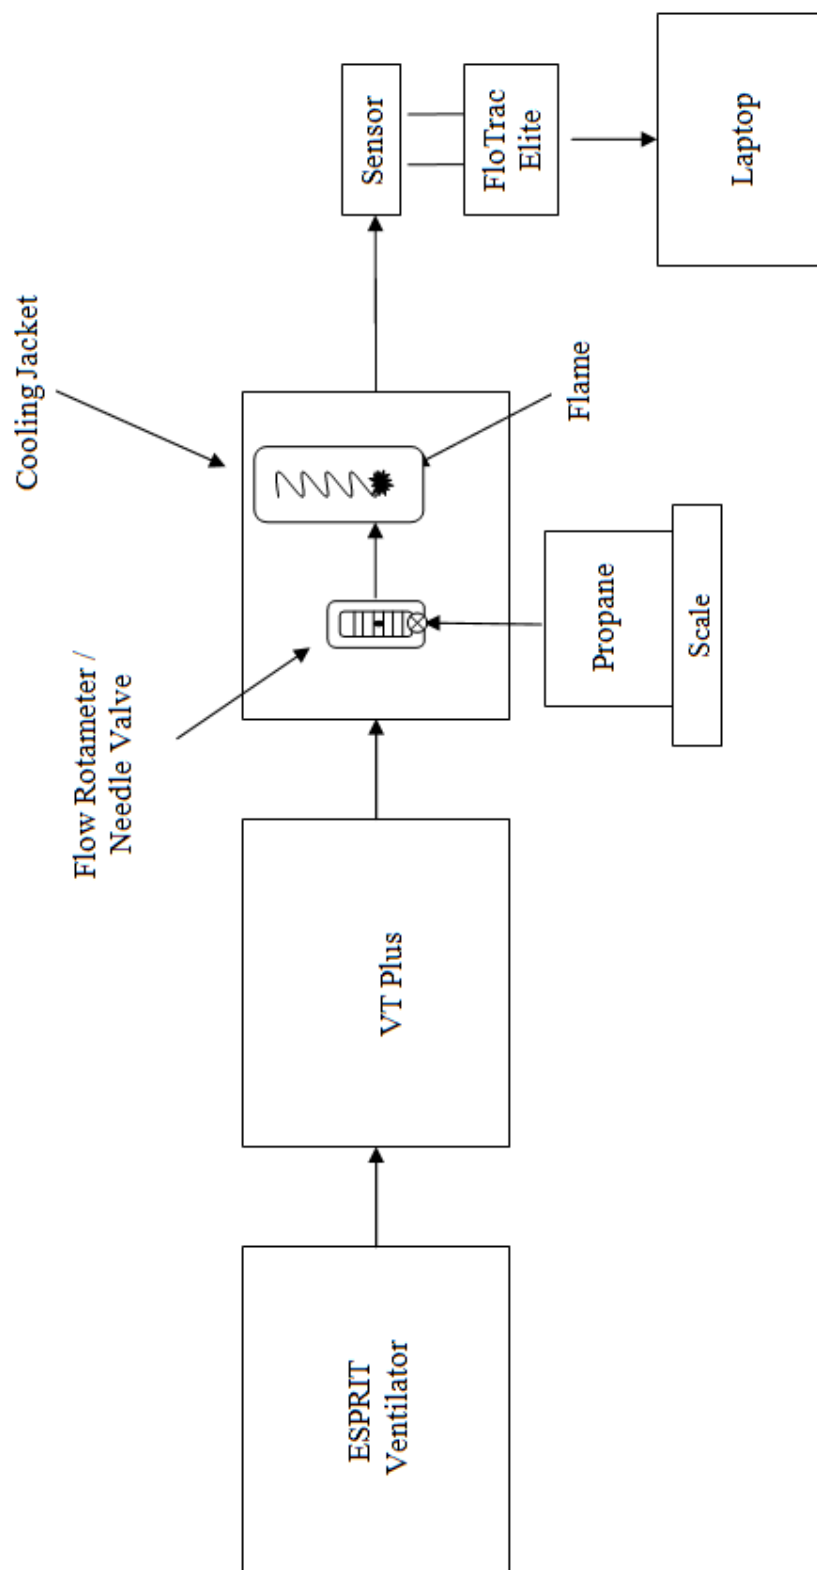 ESPRIT
Ventilator
VT Plus
Flow Rotameter /
Needle Valve
Propane
Scale
Cooling Jacket
Flame
Sensor
FloTrac
Elite
Laptop